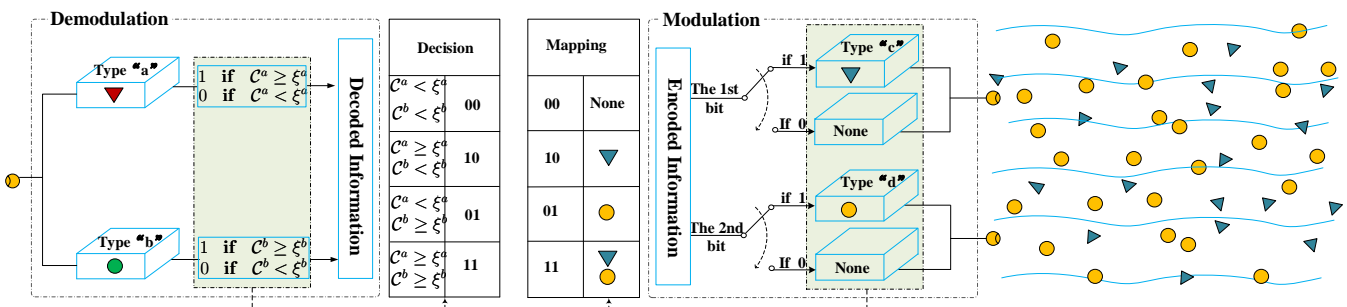 Demodulation
Type “a”
1 if C^a ≥ ξ^a
0 if C^a < ξ^a
Type “b”
1 if C^b ≥ ξ^b
0 if C^b < ξ^b
Decoded Information
Decision
C^a < ξ^a
C^b < ξ^b
00
C^a ≥ ξ^a
C^b < ξ^b
10
C^a < ξ^a
C^b ≥ ξ^b
01
C^a ≥ ξ^a
C^b ≥ ξ^b
11
Mapping
00 None
10
01
11
Modulation
Encoded Information
The 1st
bit
if 1
If 0
Type “c”
None
The 2nd
bit
if 1
If 0
Type “d”
None